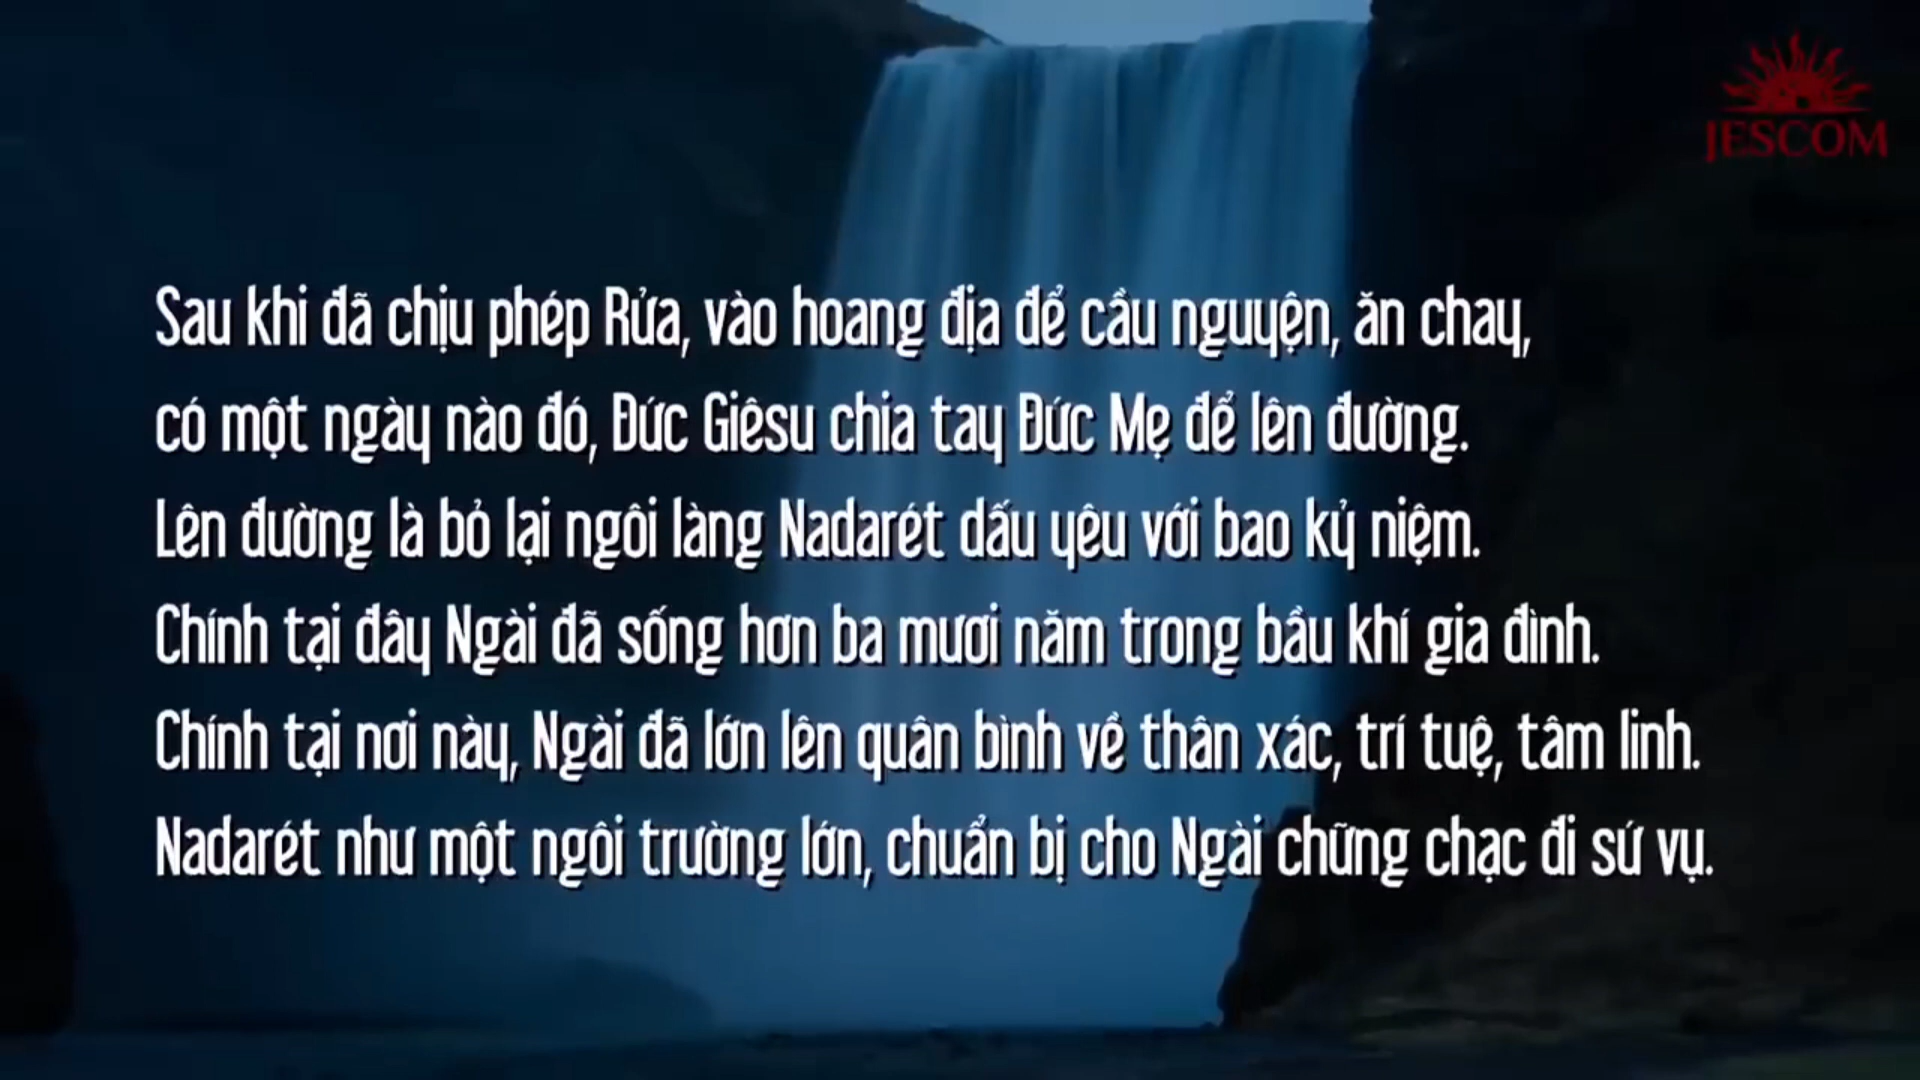 JESCOM
Sau khi đã chịu phép Rửa, vào hoang địa để cầu nguyện, ăn chay,
có một ngày nào đó, Đức Giêsu chia tay Đức Mẹ để lên đường.
Lên đường là bỏ lại ngôi làng Nadarét dấu yêu với bao kỷ niệm.
Chính tại đây Ngài đã sống hơn ba mươi năm trong bầu khí gia đình.
Chính tại nơi này, Ngài đã lớn lên quân bình về thân xác, trí tuệ, tâm linh.
Nadarét như một ngôi trường lớn, chuẩn bị cho Ngài chững chạc đi sứ vụ.